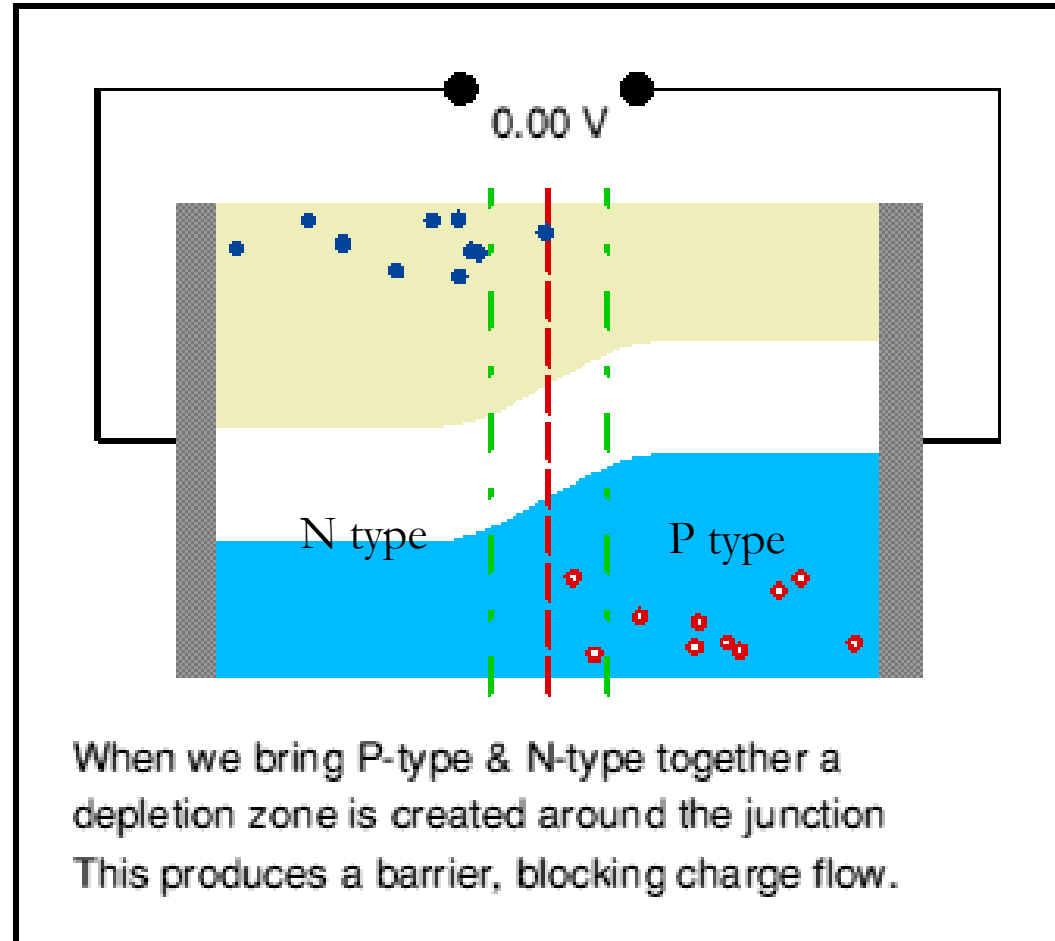 0.00 V
N type
P type
When we bring P-type & N-type together a
depletion zone is created around the junction
This produces a barrier, blocking charge flow.